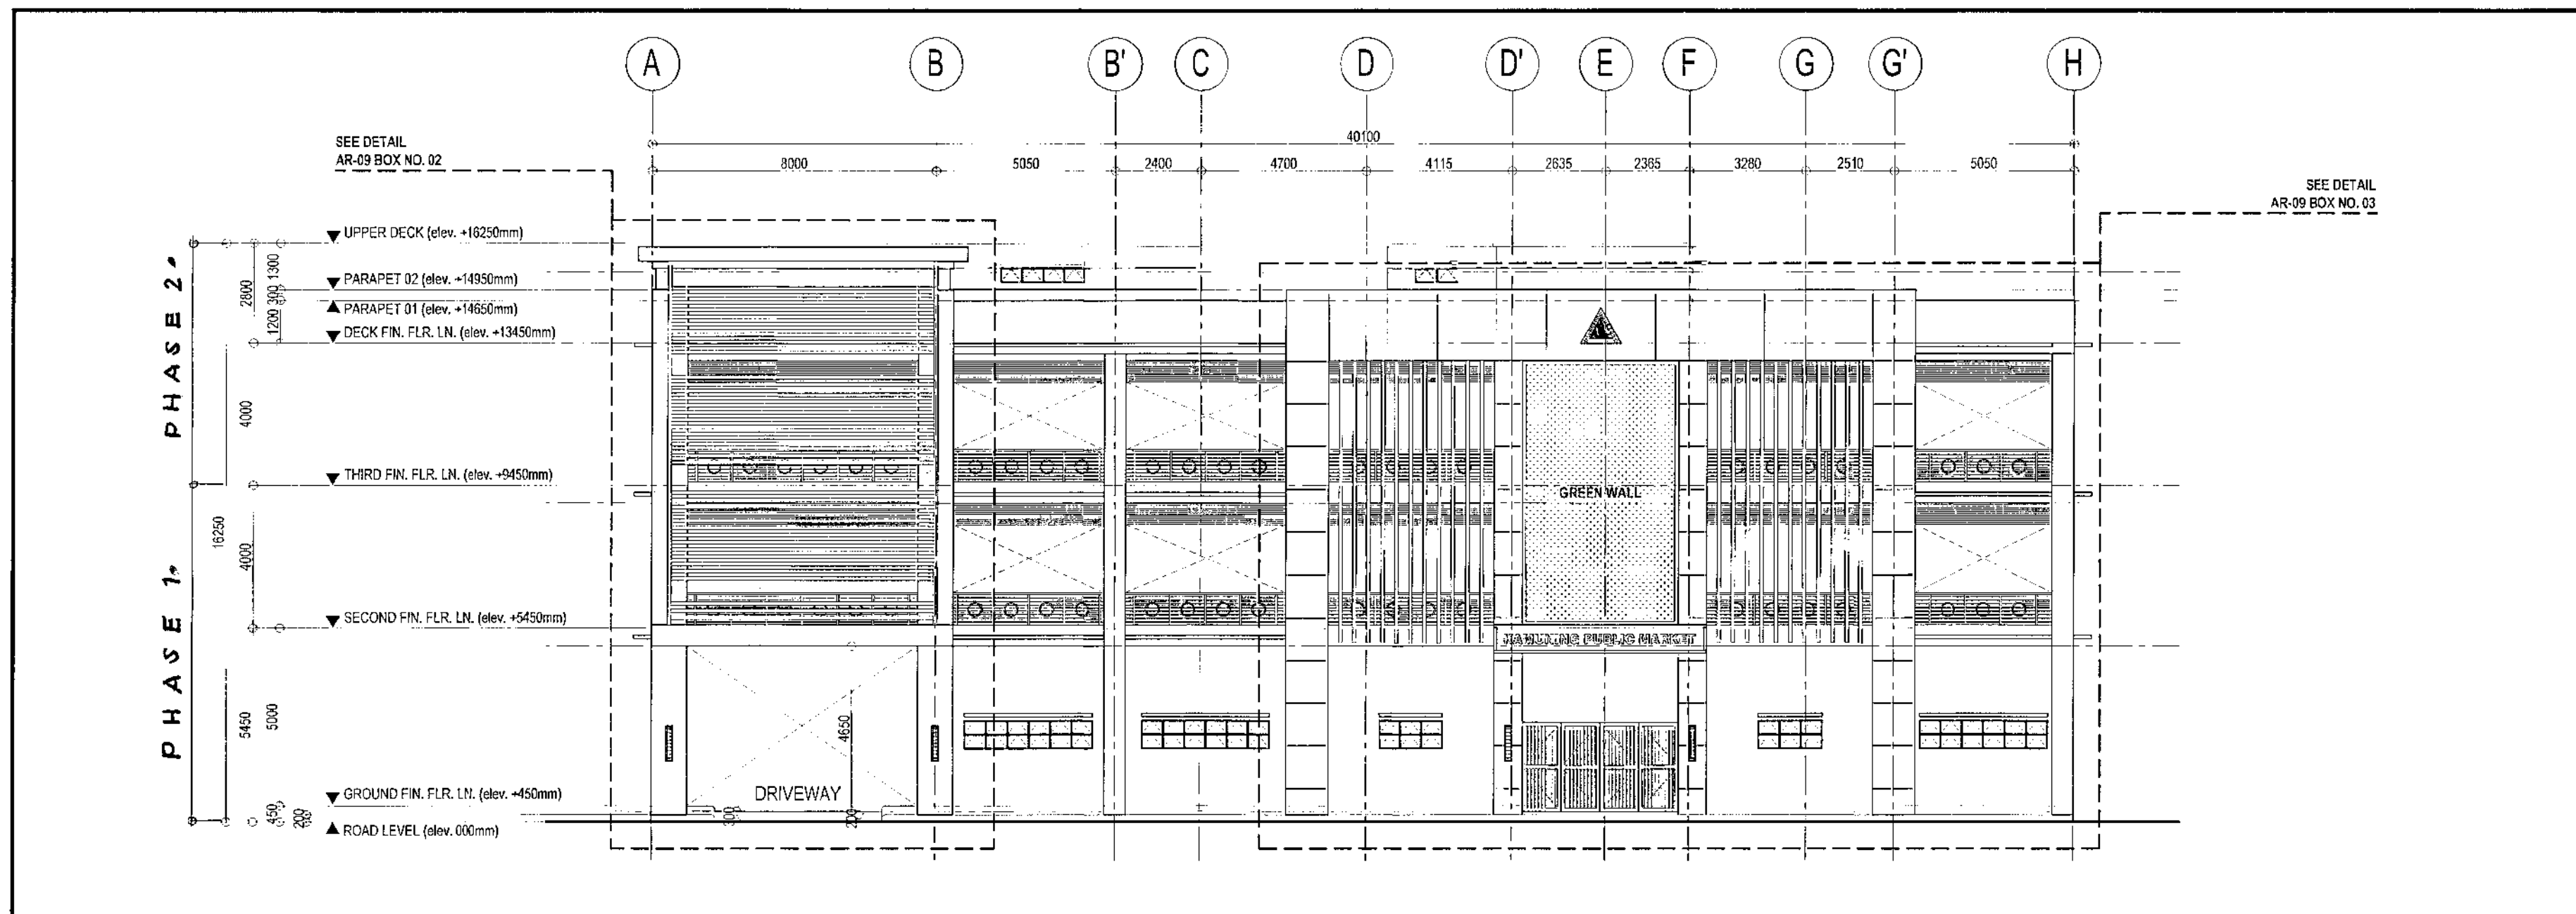 A B B' C D D' E F G G' H
SEE DETAIL
AR-09 BOX NO. 02
40100
8000 5050 2400 4700 4115 2635 2365 3280 2510 5050
SEE DETAIL
AR-09 BOX NO. 03
PHASE 2.
PHASE 1.
UPPER DECK (elev. +16250mm)
PARAPET 02 (elev. +14950mm)
PARAPET 01 (elev. +14650mm)
DECK FIN. FLR. LN. (elev. +13450mm)
THIRD FIN. FLR. LN. (elev. +9450mm)
SECOND FIN. FLR. LN. (elev. +5450mm)
GROUND FIN. FLR. LN. (elev. +450mm)
ROAD LEVEL (elev. 000mm)
2800
1300
300
1200
4000
16250
4000
5450
5000
450
200
GREEN WALL
PUBLIC MARKET
4650
DRIVEWAY
300
200